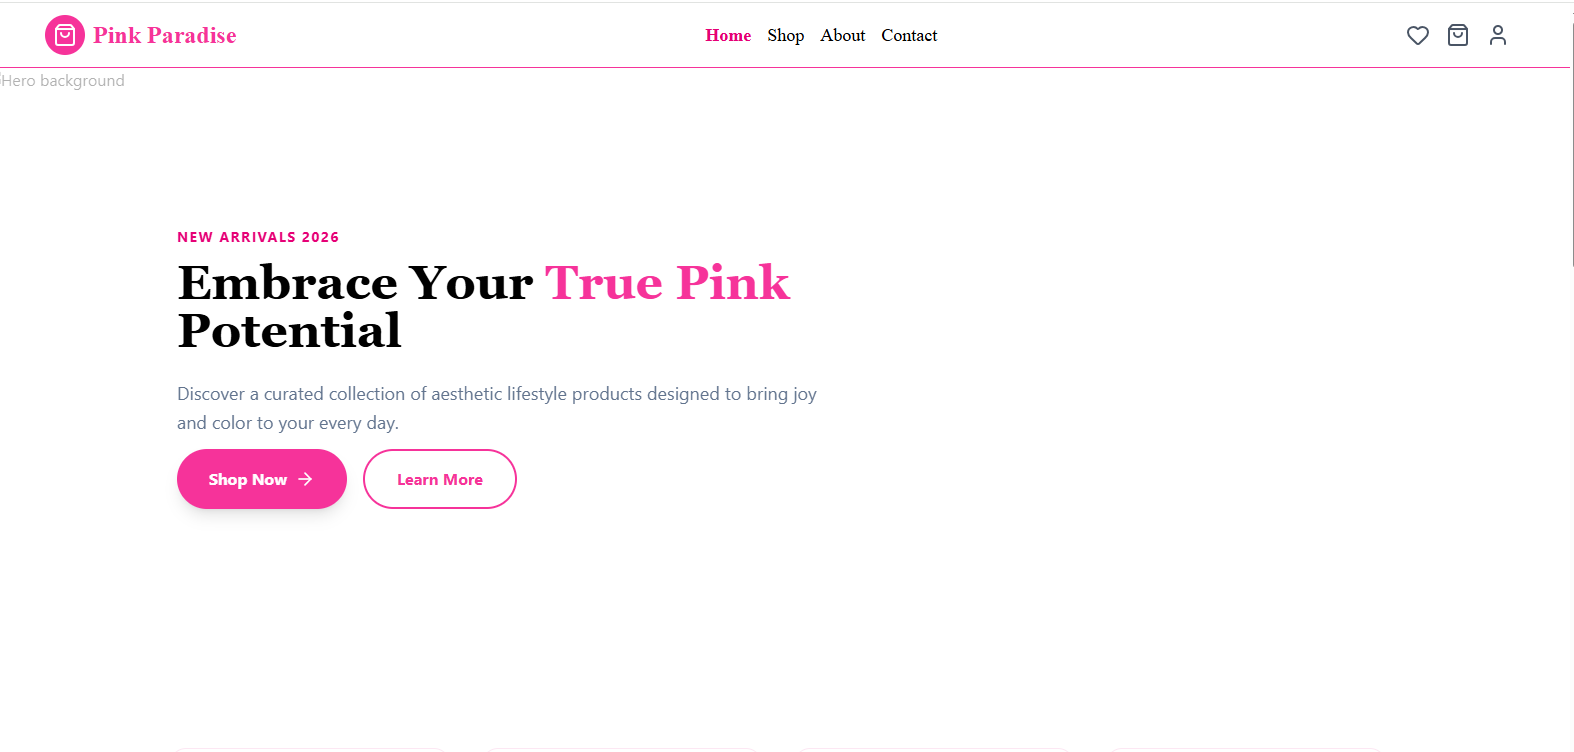 Pink Paradise
Home Shop About Contact
Hero background
NEW ARRIVALS 2026
Embrace Your True Pink
Potential
Discover a curated collection of aesthetic lifestyle products designed to bring joy
and color to your every day.
Shop Now
Learn More